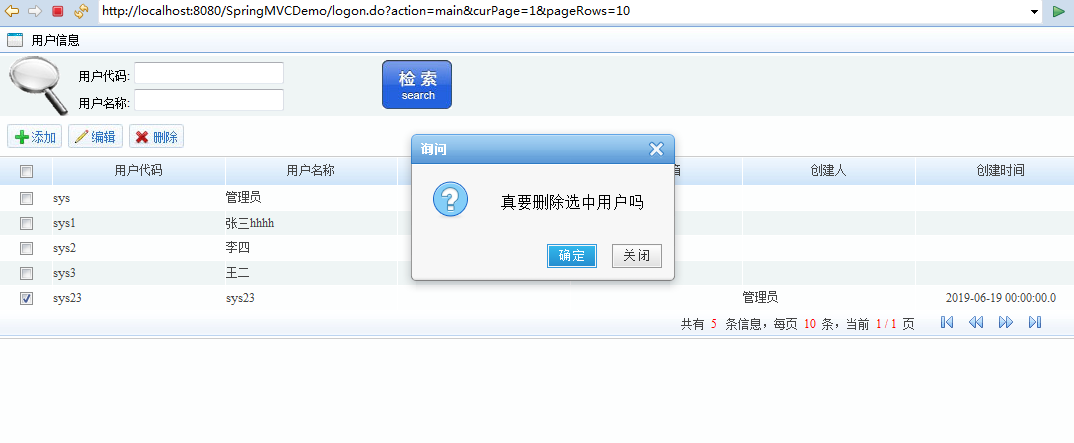 http://localhost:8080/SpringMVCDemo/logon.do?action=main&curPage=1&pageRows=10
用户信息
用户代码:
用户名称:
检 索
search
添加 编辑 删除
询问
用户代码 用户名称 箱 创建人 创建时间
sys 管理员
真要删除选中用户吗
sys1 张三hhhh
sys2 李四
确定 关闭
sys3 王二
sys23 sys23 管理员 2019-06-19 00:00:00.0
共有 5 条信息，每页 10 条，当前 1 / 1 页